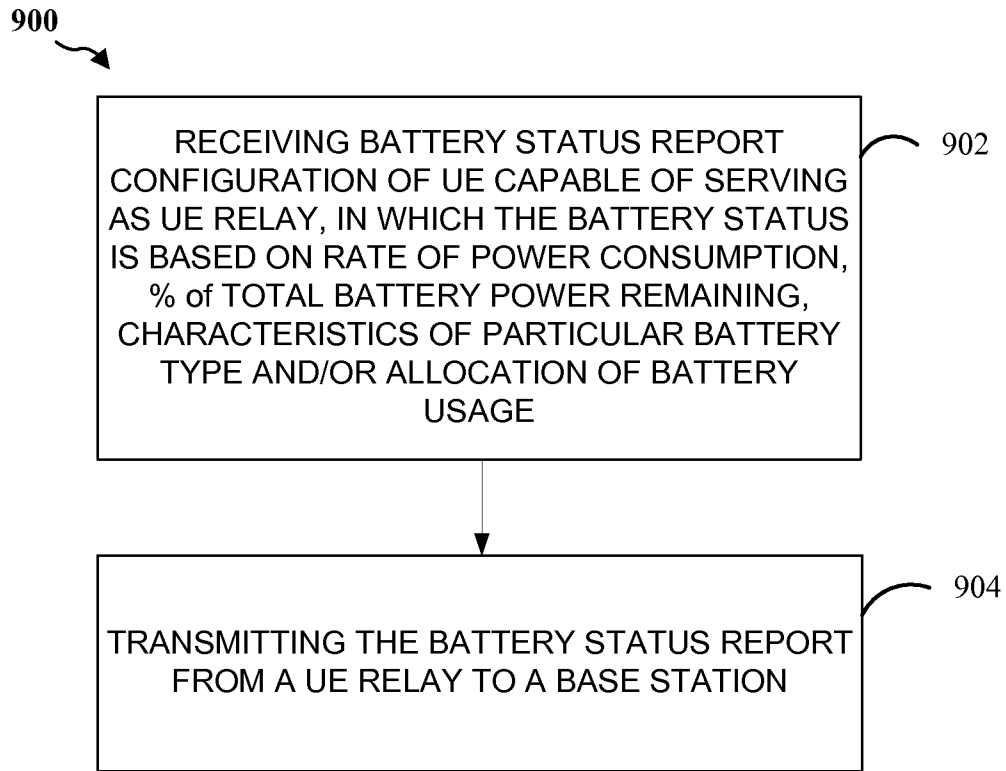 900
RECEIVING BATTERY STATUS REPORT
CONFIGURATION OF UE CAPABLE OF SERVING
AS UE RELAY, IN WHICH THE BATTERY STATUS
IS BASED ON RATE OF POWER CONSUMPTION,
% of TOTAL BATTERY POWER REMAINING,
CHARACTERISTICS OF PARTICULAR BATTERY
TYPE AND/OR ALLOCATION OF BATTERY
USAGE
902
TRANSMITTING THE BATTERY STATUS REPORT
FROM A UE RELAY TO A BASE STATION
904